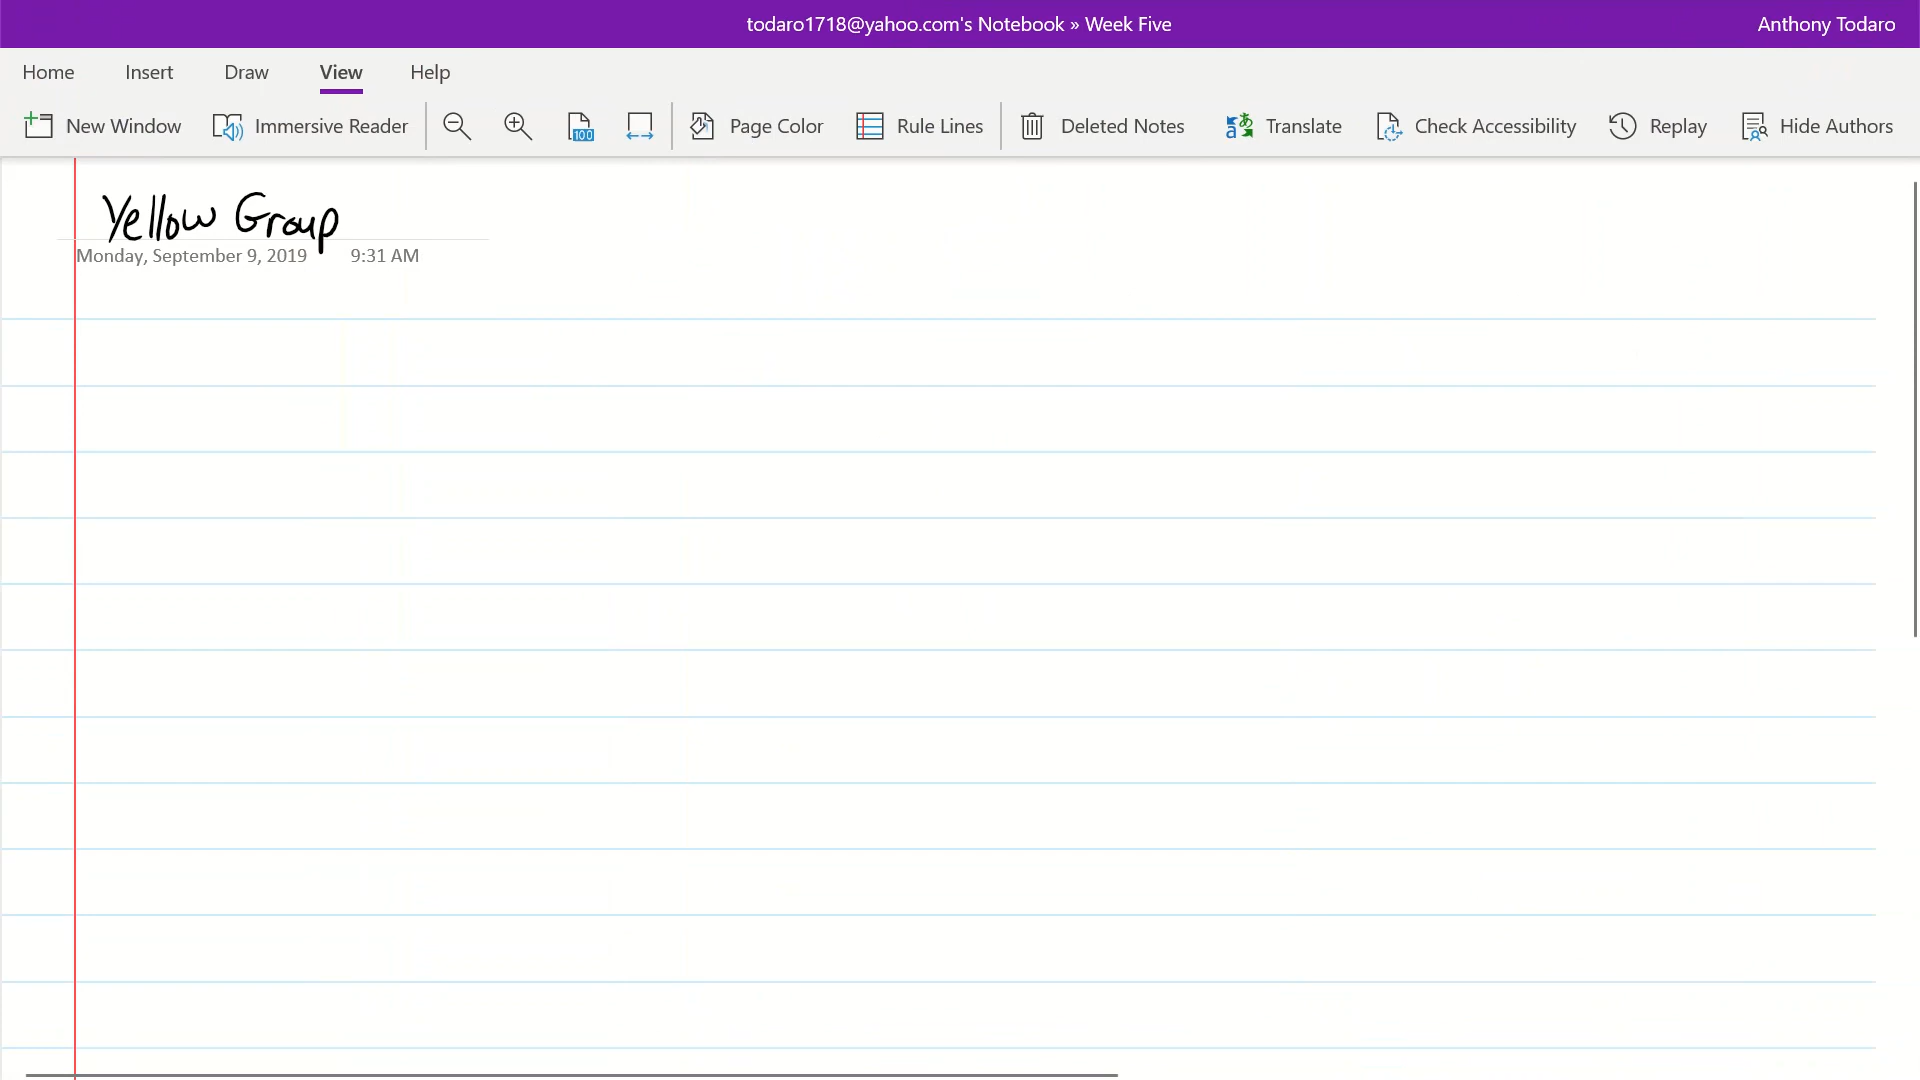 todaro1718@yahoo.com's Notebook » Week Five Anthony Todaro
Home Insert Draw View Help
New Window Immersive Reader 100 Page Color Rule Lines Deleted Notes Translate Check Accessibility Replay Hide Authors
Yellow Group
Monday, September 9, 2019 9:31 AM